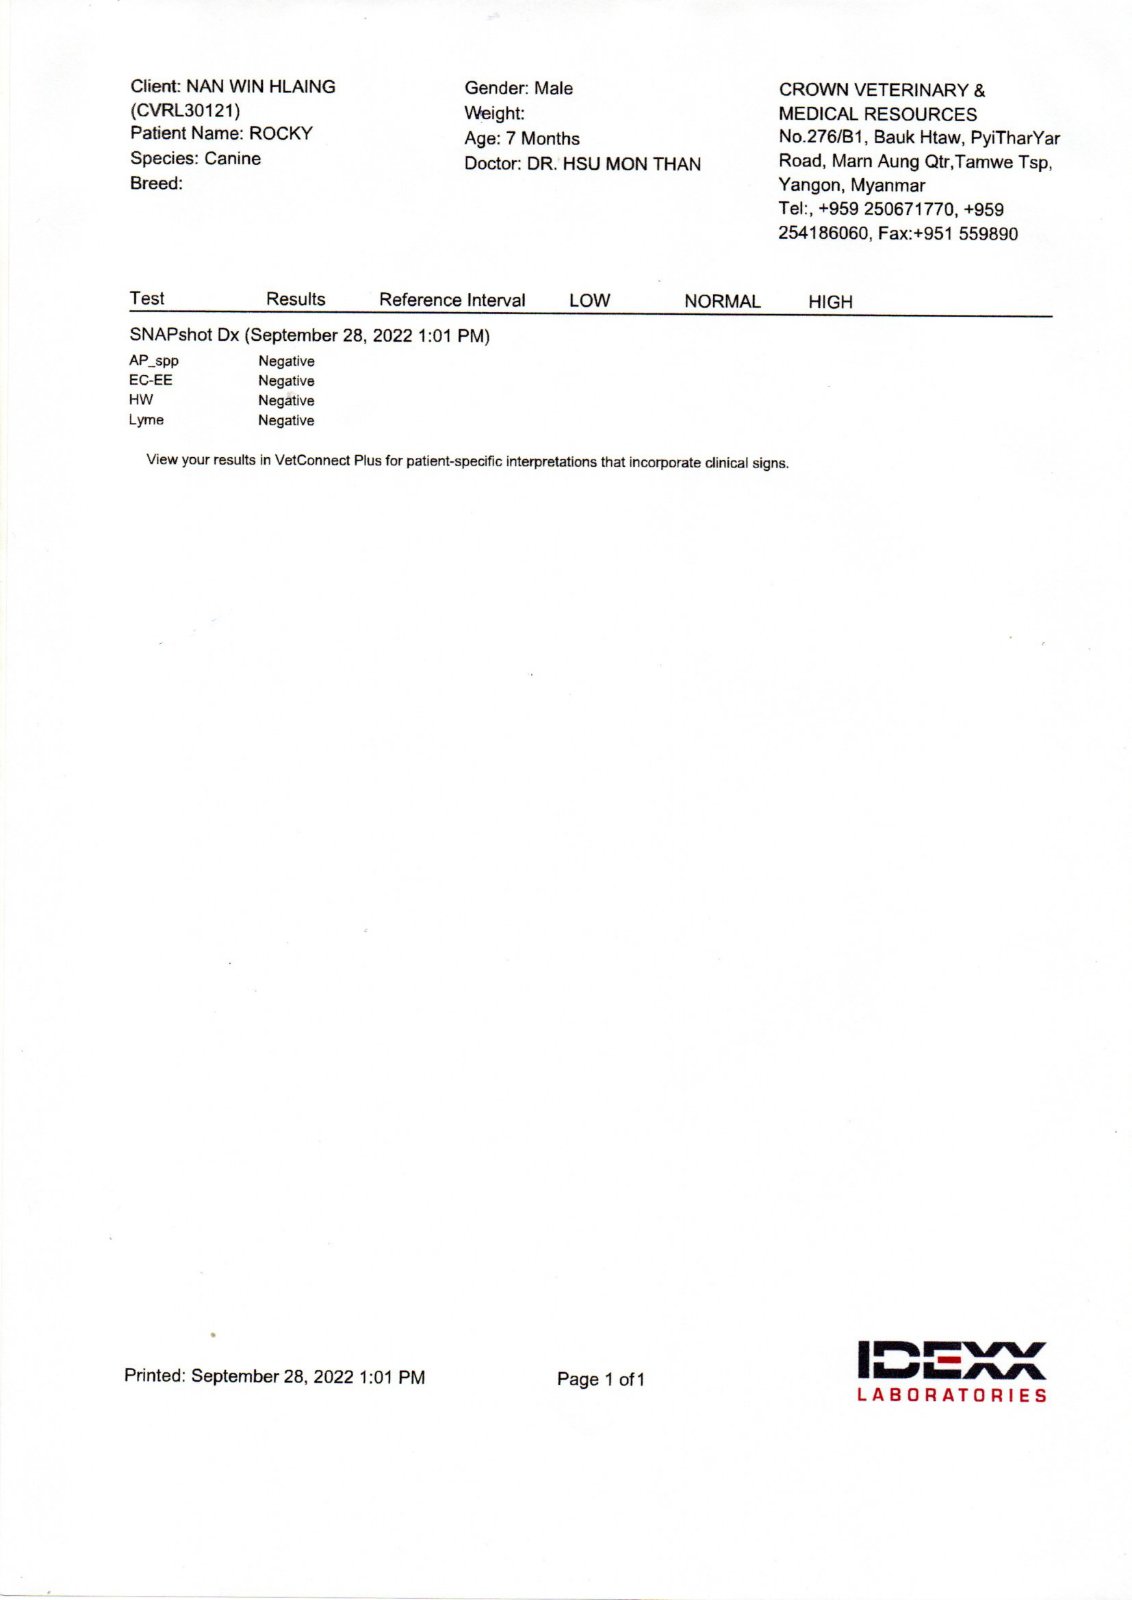 Client: NAN WIN HLAING
(CVRL30121)
Patient Name: ROCKY
Species: Canine
Breed:
Gender: Male
Weight:
Age: 7 Months
Doctor: DR. HSU MON THAN
CROWN VETERINARY &
MEDICAL RESOURCES
No.276/B1, Bauk Htaw, PyiTharYar
Road, Marn Aung Qtr,Tamwe Tsp,
Yangon, Myanmar
Tel:, +959 250671770, +959
254186060, Fax:+951 559890
Test Results Reference Interval LOW NORMAL HIGH
SNAPshot Dx (September 28, 2022 1:01 PM)
AP_spp Negative
EC-EE Negative
HW Negative
Lyme Negative
View your results in VetConnect Plus for patient-specific interpretations that incorporate clinical signs.
Printed: September 28, 2022 1:01 PM Page 1 of1
IDEXX
LABORATORIES